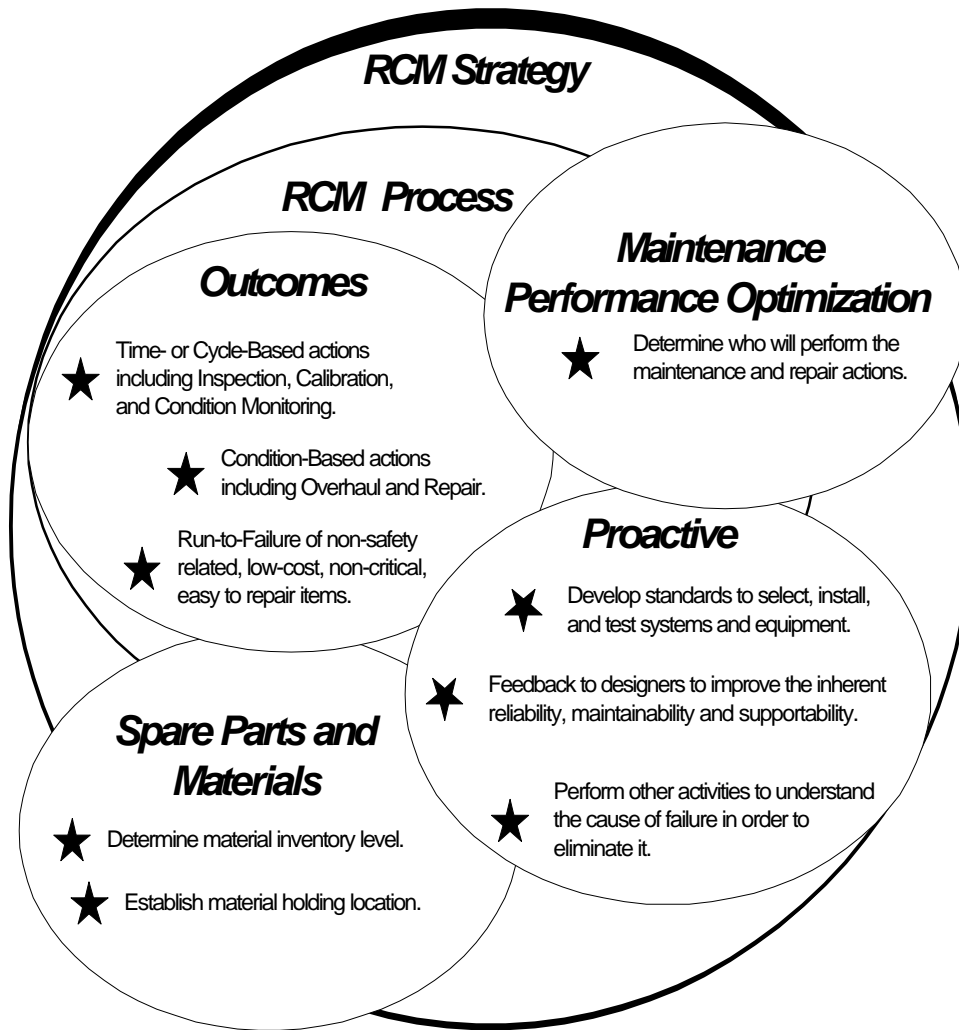 RCM Strategy
RCM Process
Outcomes
Time- or Cycle-Based actions
including Inspection, Calibration,
and Condition Monitoring.
Condition-Based actions
including Overhaul and Repair.
Run-to-Failure of non-safety
related, low-cost, non-critical,
easy to repair items.
Maintenance
Performance Optimization
Determine who will perform the
maintenance and repair actions.
Proactive
Develop standards to select, install,
and test systems and equipment.
Feedback to designers to improve the inherent
reliability, maintainability and supportability.
Perform other activities to understand
the cause of failure in order to
eliminate it.
Spare Parts and
Materials
Determine material inventory level.
Establish material holding location.